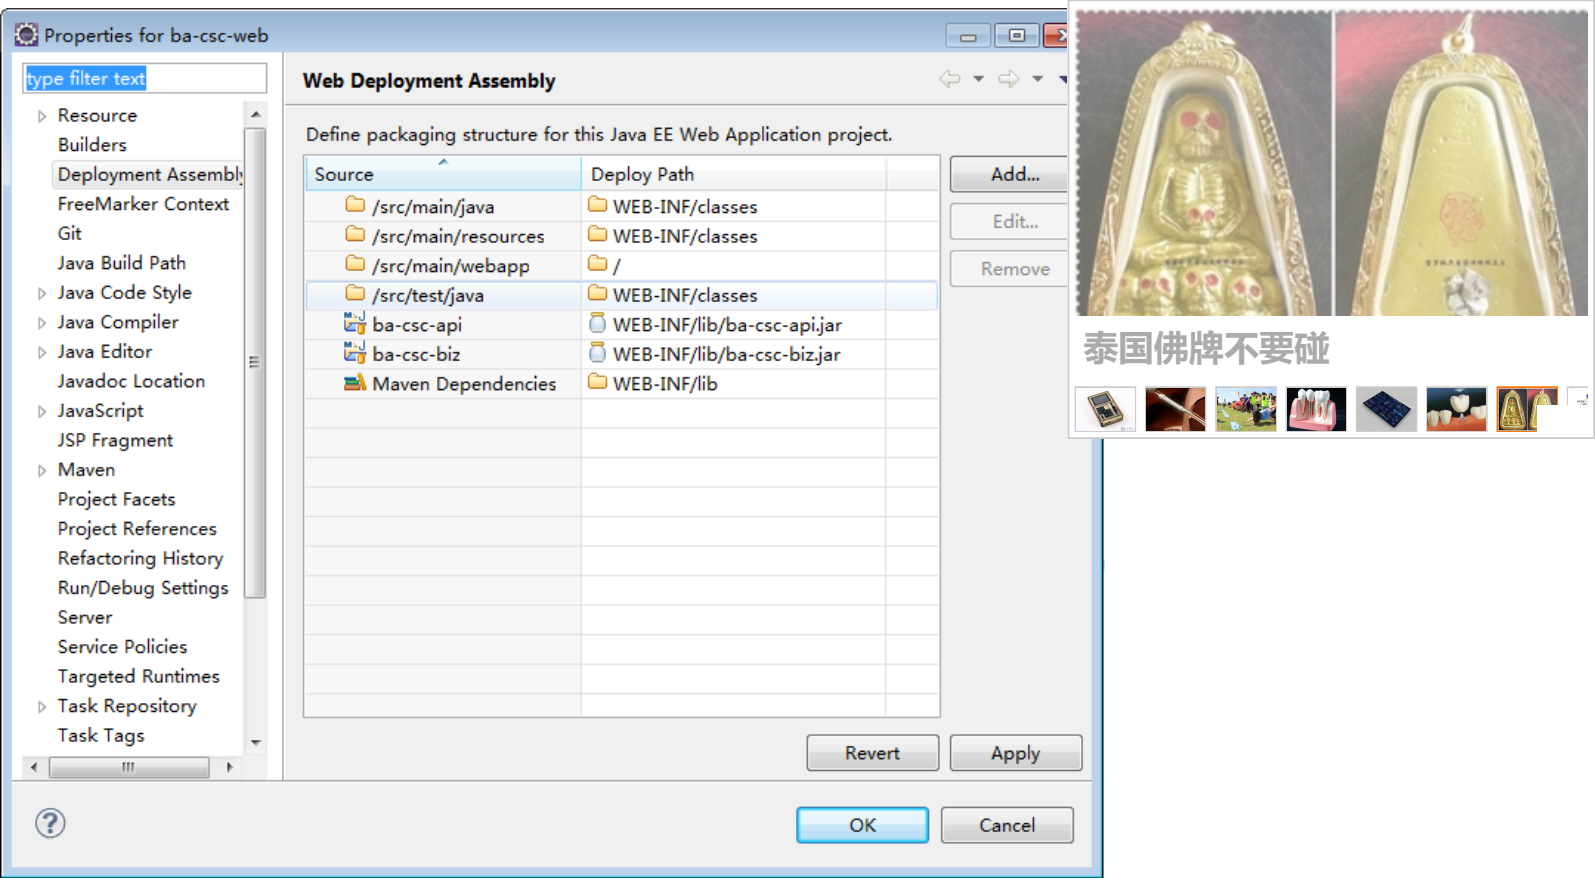 Properties for ba-csc-web
type filter text
Resource
Builders
Deployment Assembly
FreeMarker Context
Git
Java Build Path
Java Code Style
Java Compiler
Java Editor
Javadoc Location
JavaScript
JSP Fragment
Maven
Project Facets
Project References
Refactoring History
Run/Debug Settings
Server
Service Policies
Targeted Runtimes
Task Repository
Task Tags
Web Deployment Assembly
Define packaging structure for this Java EE Web Application project.
Source Deploy Path
/src/main/java WEB-INF/classes
/src/main/resources WEB-INF/classes
/src/main/webapp /
/src/test/java WEB-INF/classes
ba-csc-api WEB-INF/lib/ba-csc-api.jar
ba-csc-biz WEB-INF/lib/ba-csc-biz.jar
Maven Dependencies WEB-INF/lib
Add...
Edit...
Remove
Revert Apply
? OK Cancel
泰国佛牌不要碰